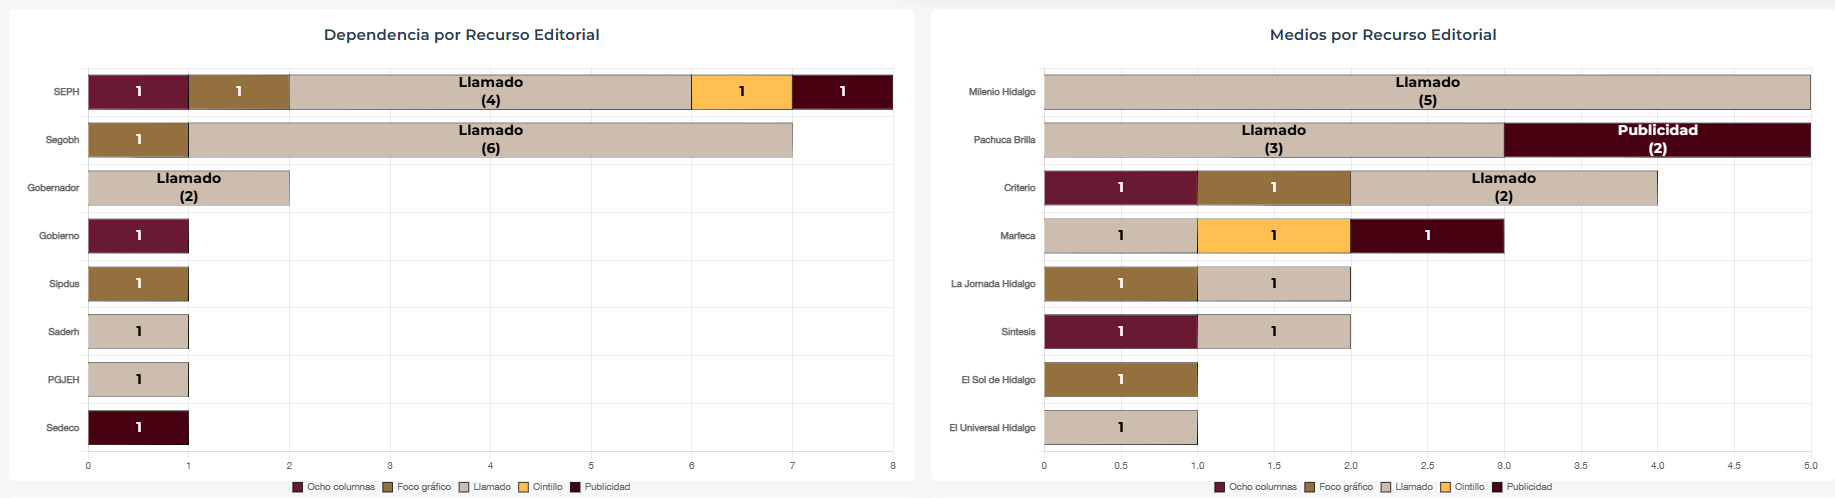 Dependencia por Recurso Editorial
SEPH
1
1
Llamado
(4)
1
1
Segobh
1
Llamado
(6)
Gobernador
Llamado
(2)
Gobierno
1
Sipdus
1
Saderh
1
PGJEH
1
Sedeco
1
0 1 2 3 4 5 6 7 8
Ocho columnas Foco gráfico Llamado Cintillo Publicidad
Medios por Recurso Editorial
Milenio Hidalgo
Llamado
(5)
Pachuca Brilla
Llamado
(3)
Publicidad
(2)
Criterio
1
1
Llamado
(2)
Marfeca
1
1
1
La Jornada Hidalgo
1
1
Síntesis
1
1
El Sol de Hidalgo
1
El Universal Hidalgo
1
0 0.5 1.0 1.5 2.0 2.5 3.0 3.5 4.0 4.5 5.0
Ocho columnas Foco gráfico Llamado Cintillo Publicidad